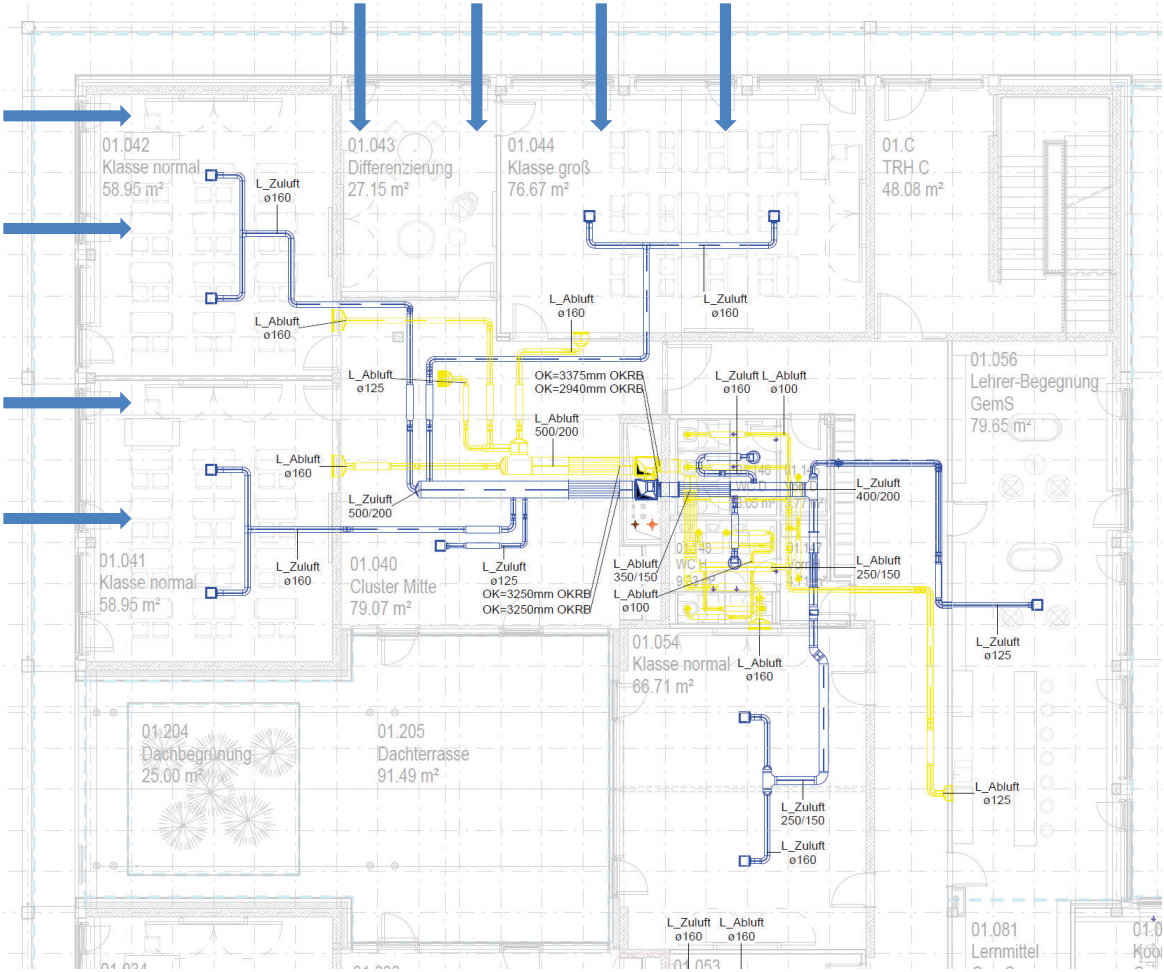 01.042
Klasse normal
58.95 m²
01.043
Differenzierung
27.15 m²
01.044
Klasse groß
76.67 m²
01.C
TRH C
48.08 m²
L_Zuluft
ø160
L_Abluft
ø160
L_Abluft
ø160
L_Zuluft
ø160
L_Abluft
ø125
OK=3375mm OKRB
OK=2940mm OKRB
L_Zuluft
ø160
L_Abluft
ø100
01.056
Lehrer-Begegnung
GemS
79.65 m²
L_Abluft
500/200
L_Abluft
ø160
L_Zuluft
500/200
L_Zuluft
400/200
01.041
Klasse normal
58.95 m²
L_Zuluft
ø160
01.040
Cluster Mitte
79.07 m²
L_Zuluft
ø125
OK=3250mm OKRB
OK=3250mm OKRB
L_Abluft
350/150
L_Abluft
ø100
L_Abluft
250/150
01.054
Klasse normal
66.71 m²
L_Abluft
ø160
L_Zuluft
ø125
01.204
Dachbegrünung
25.00 m²
01.205
Dachterrasse
91.49 m²
L_Zuluft
250/150
L_Zuluft
ø160
L_Abluft
ø125
L_Zuluft
ø160
L_Abluft
ø160
01.053
01.081
Lernmittel